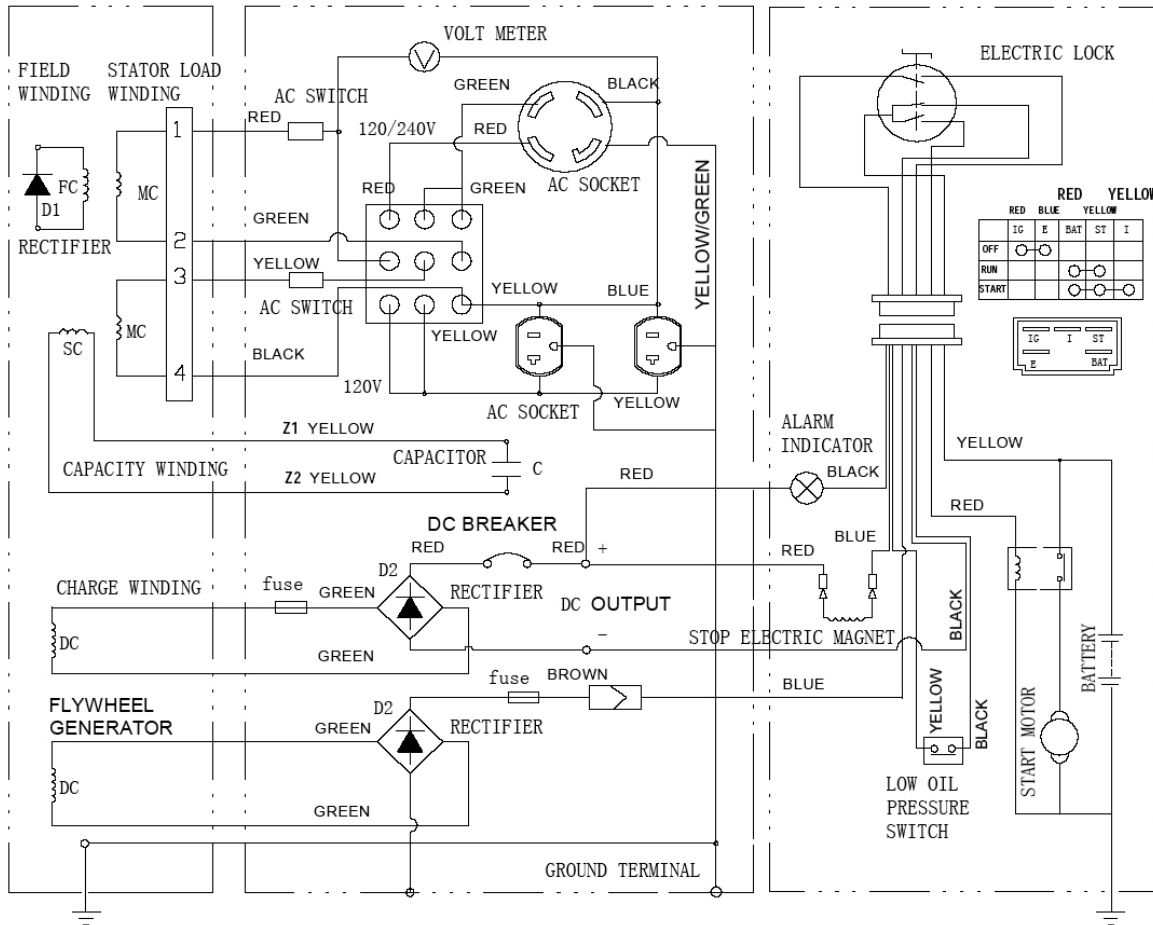 FIELD
WINDING
STATOR LOAD
WINDING
1
2
3
4
FC
D1
RECTIFIER
MC
MC
SC
CAPACITY WINDING
CHARGE WINDING
DC
FLYWHEEL
GENERATOR
DC
VOLT METER
RED
AC SWITCH
120/240V
GREEN
RED
BLACK
AC SOCKET
RED
GREEN
GREEN
YELLOW
AC SWITCH
YELLOW
BLUE
YELLOW
BLACK
120V
AC SOCKET
YELLOW
YELLOW/GREEN
Z1 YELLOW
CAPACITOR
C
Z2 YELLOW
DC BREAKER
RED
RED
+
D2
RECTIFIER
fuse
GREEN
GREEN
DC OUTPUT
−
fuse
BROWN
D2
RECTIFIER
GREEN
GREEN
GROUND TERMINAL
ELECTRIC LOCK
RED YELLOW
RED BLUE YELLOW
IG E BAT ST I
OFF
RUN
START
IG I ST
E BAT
ALARM
INDICATOR
RED
BLACK
YELLOW
RED
RED
BLUE
STOP ELECTRIC MAGNET
BLACK
BLUE
YELLOW
BLACK
LOW OIL
PRESSURE
SWITCH
START MOTOR
BATTERY